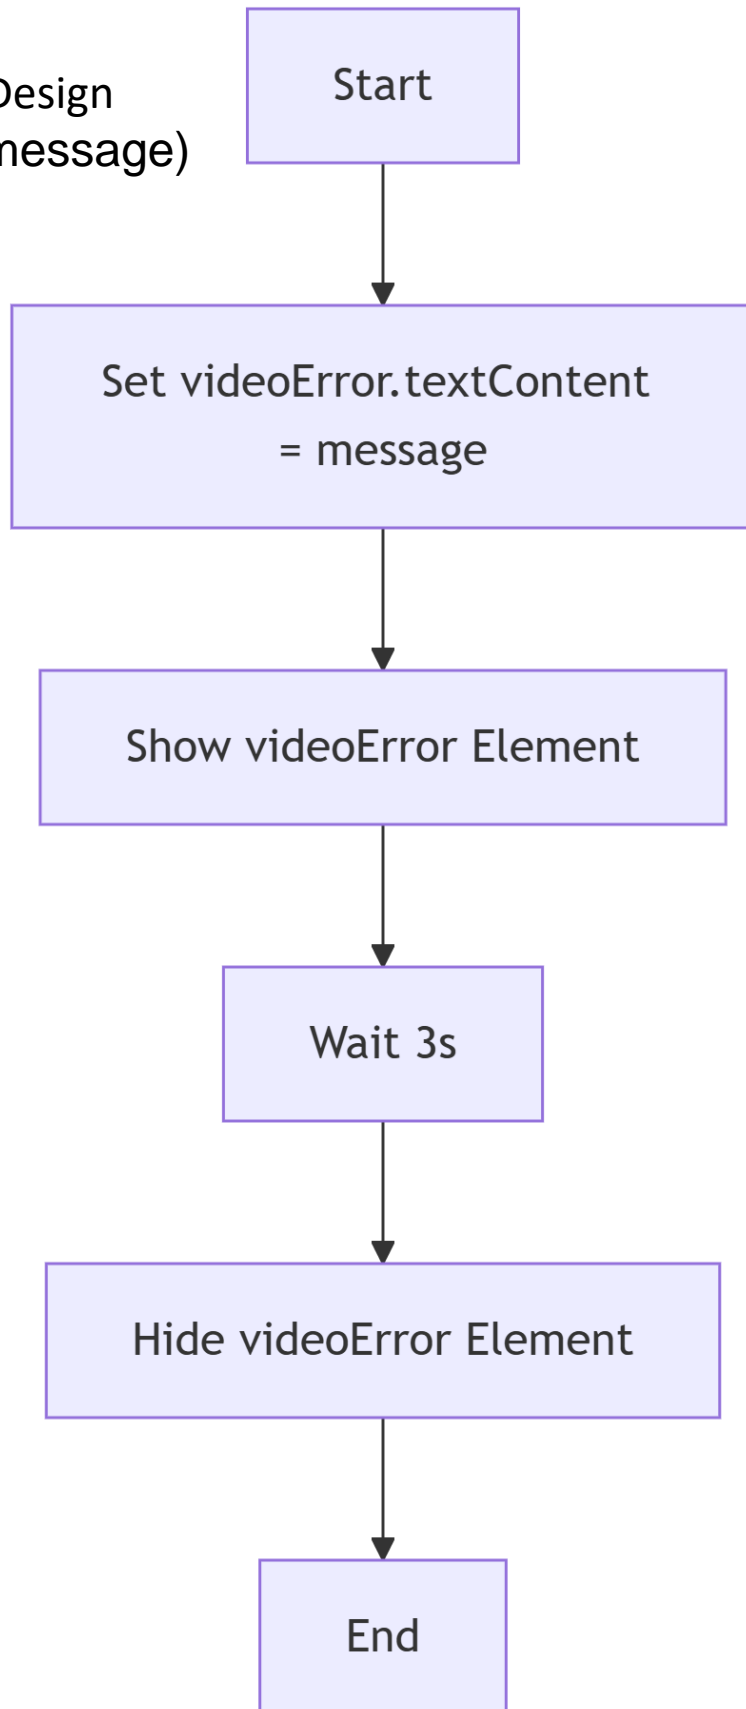 Design
message)
Start
Set videoError.textContent
= message
Show videoError Element
Wait 3s
Hide videoError Element
End